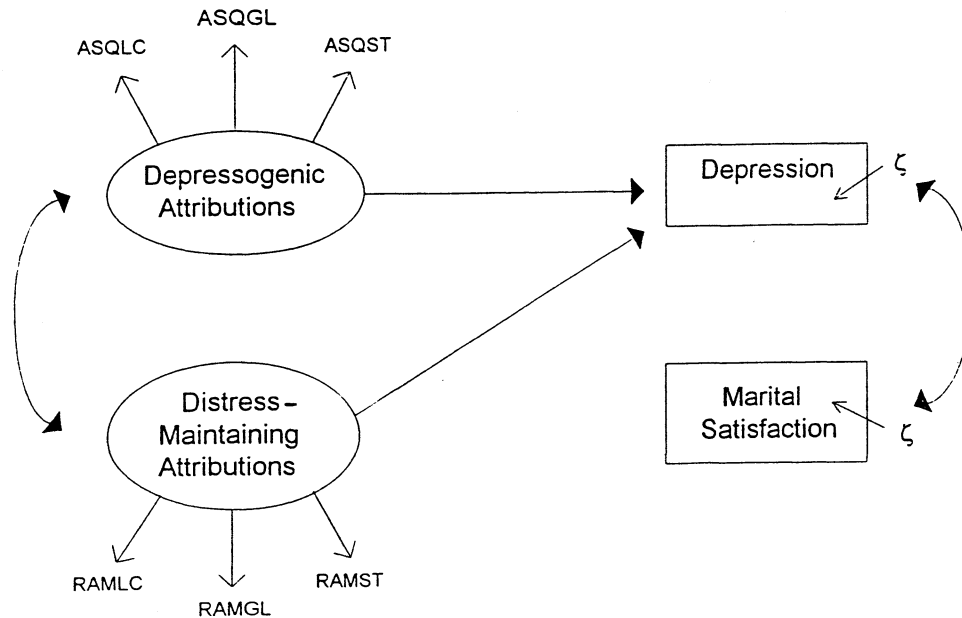 ASQGL
ASQLC
ASQST
Depressogenic
Attributions
Depression
ζ
Distress-
Maintaining
Attributions
Marital
Satisfaction
ζ
RAMLC
RAMGL
RAMST